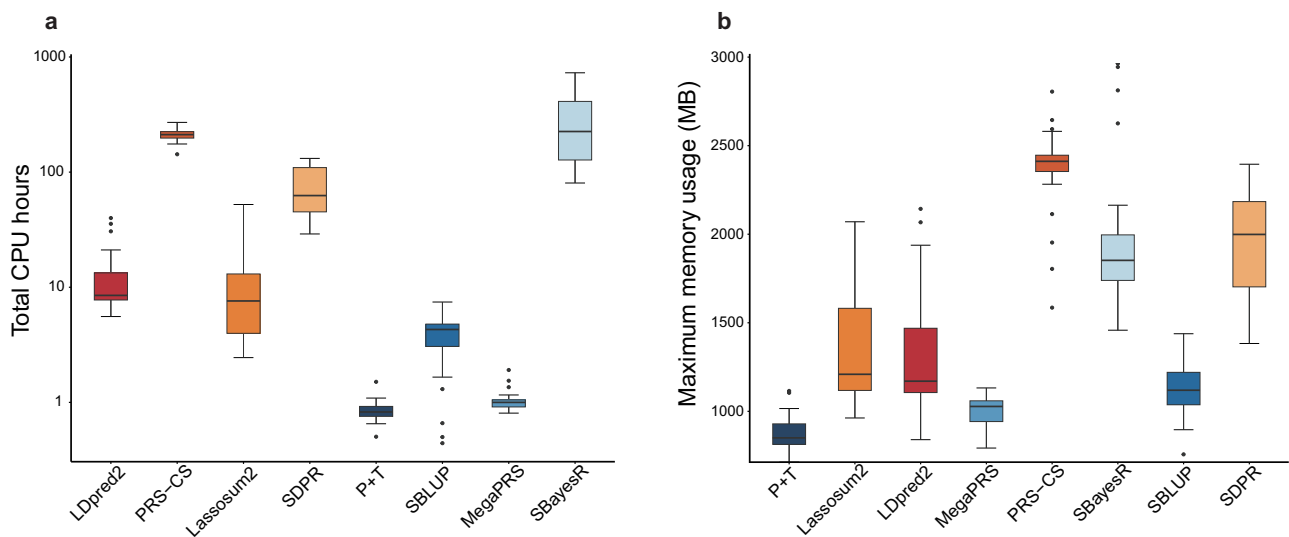 a
Total CPU hours
1000
100
10
1
LDpred2
PRS−CS
Lassosum2
SDPR
P+T
SBLUP
MegaPRS
SBayesR
b
Maximum memory usage (MB)
3000
2500
2000
1500
1000
P+T
Lassosum2
LDpred2
MegaPRS
PRS−CS
SBayesR
SBLUP
SDPR